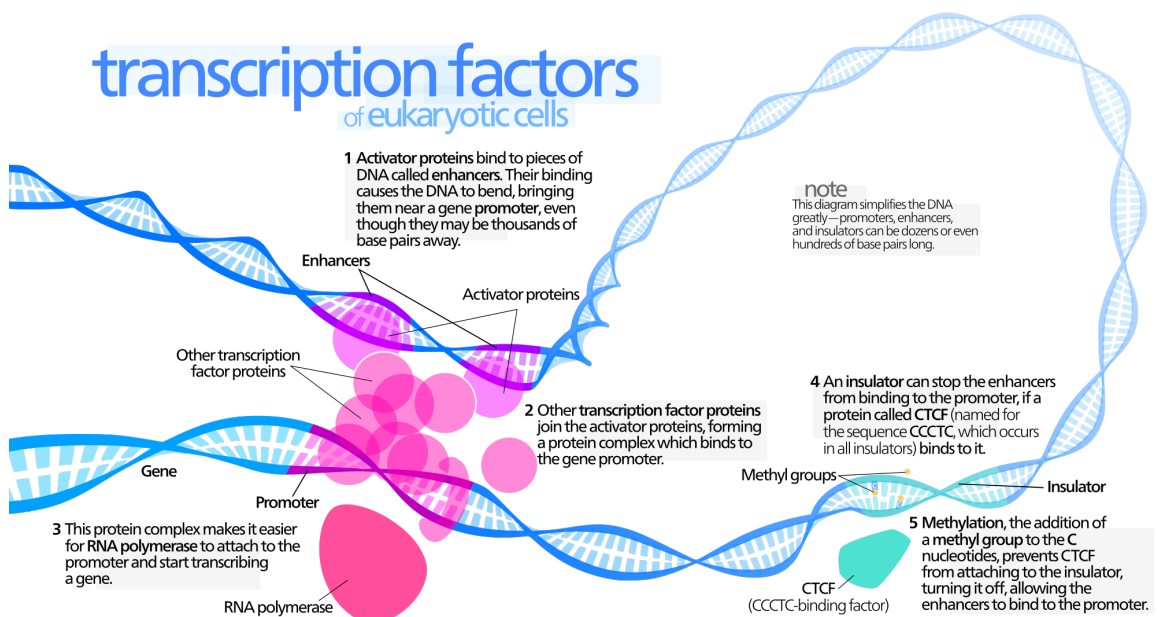 transcription factors
of eukaryotic cells
1 Activator proteins bind to pieces of
DNA called enhancers. Their binding
causes the DNA to bend, bringing
them near a gene promoter, even
though they may be thousands of
base pairs away.
note
This diagram simplifies the DNA
greatly—promoters, enhancers,
and insulators can be dozens or even
hundreds of base pairs long.
Enhancers
Activator proteins
Other transcription
factor proteins
2 Other transcription factor proteins
join the activator proteins, forming
a protein complex which binds to
the gene promoter.
4 An insulator can stop the enhancers
from binding to the promoter, if a
protein called CTCF (named for
the sequence CCCTC, which occurs
in all insulators) binds to it.
Gene
Promoter
Methyl groups
Insulator
3 This protein complex makes it easier
for RNA polymerase to attach to the
promoter and start transcribing
a gene.
RNA polymerase
5 Methylation, the addition of
a methyl group to the C
nucleotides, prevents CTCF
from attaching to the insulator,
turning it off, allowing the
enhancers to bind to the promoter.
CTCF
(CCCTC-binding factor)